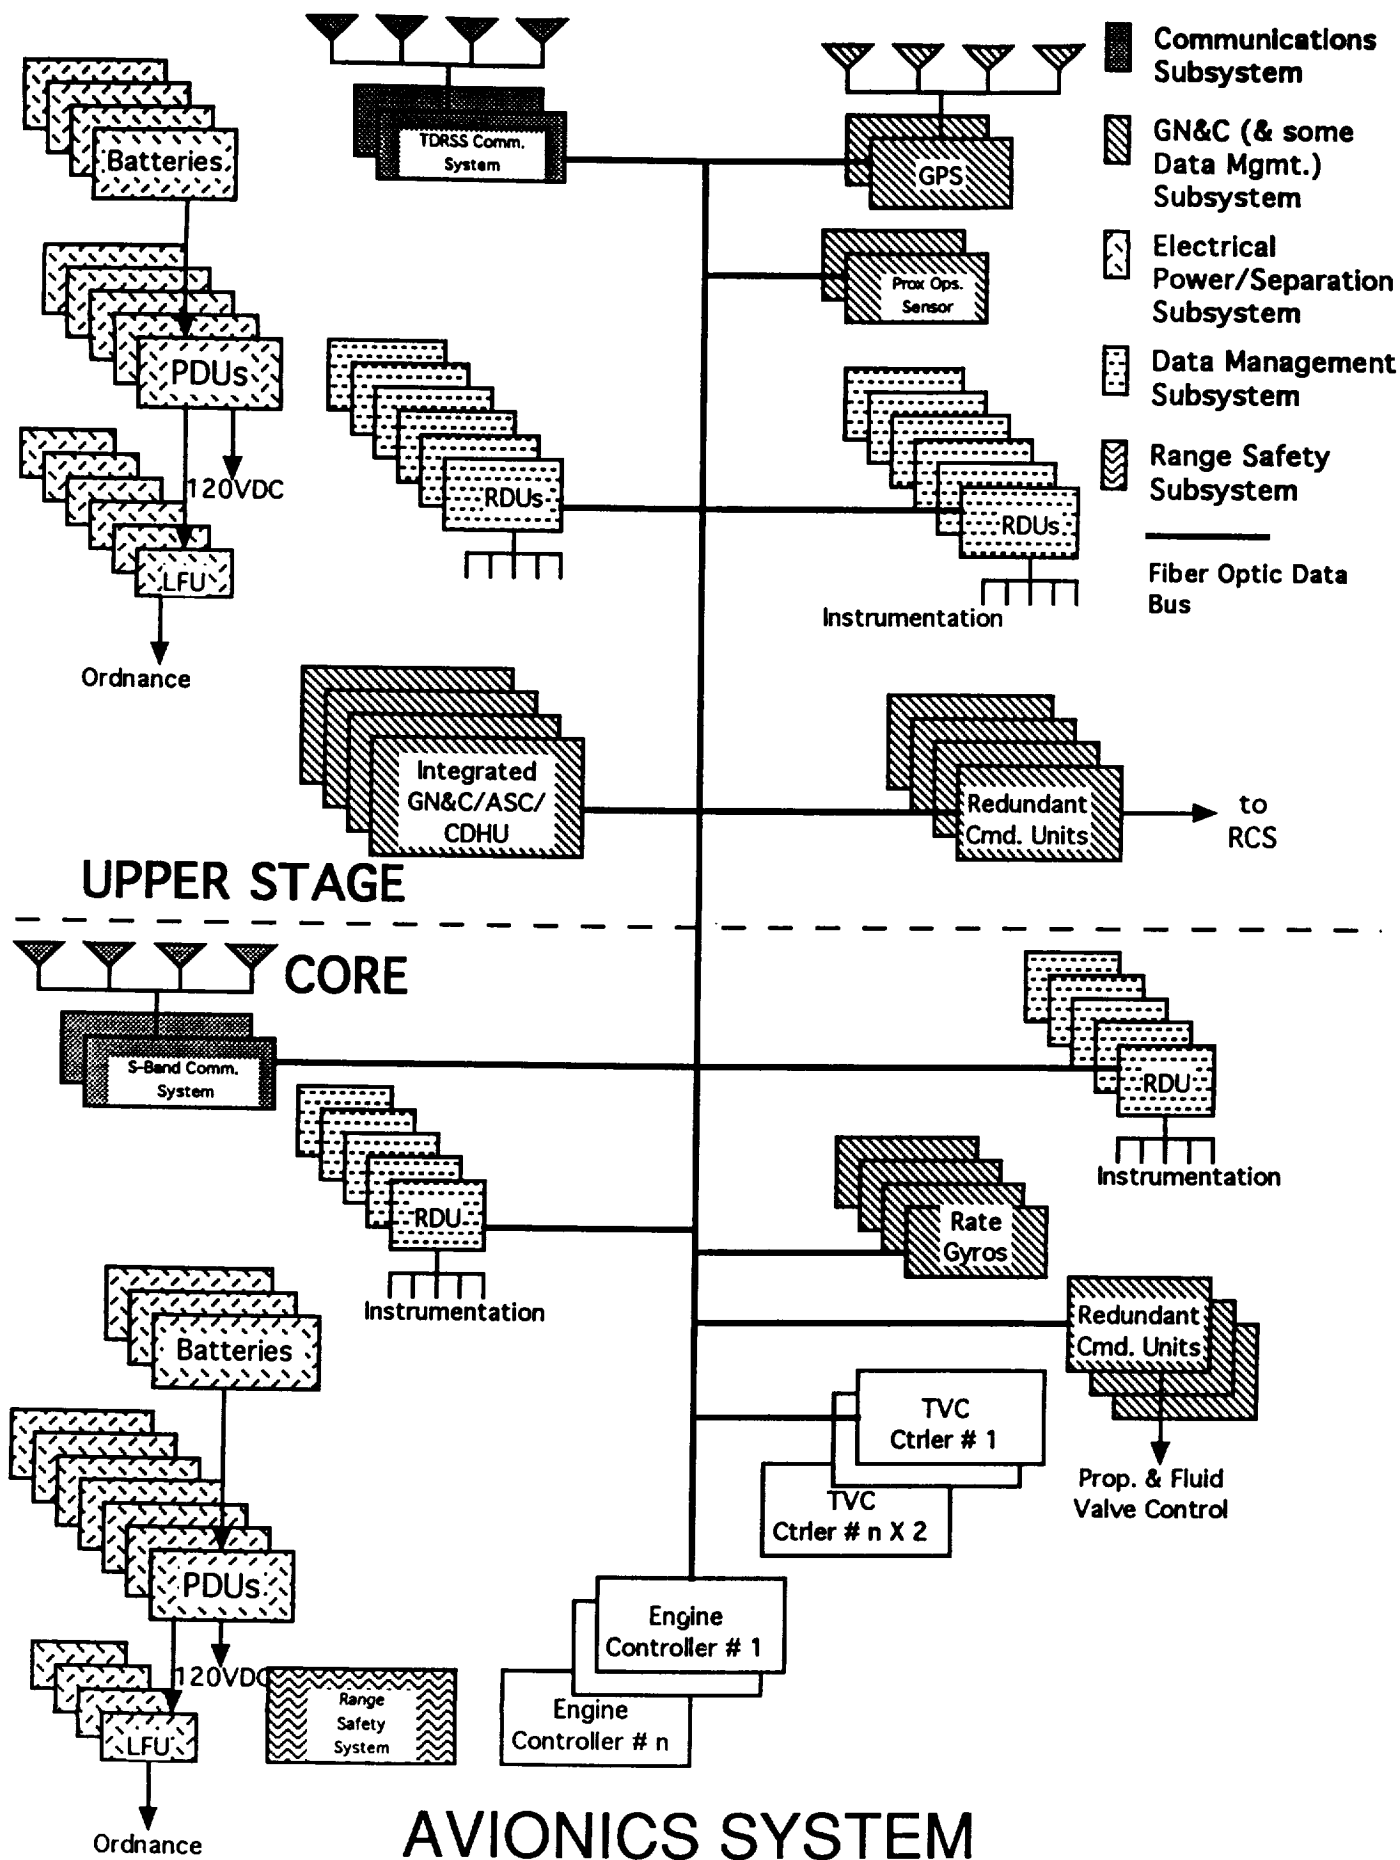 Communications
Subsystem
GN&C (& some
Data Mgmt.)
Subsystem
Electrical
Power/Separation
Subsystem
Data Management
Subsystem
Range Safety
Subsystem
Fiber Optic Data
Bus
Batteries
TDRSS Comm.
System
GPS
Prox Ops.
Sensor
PDUs
120VDC
RDUs
RDUs
LFU
Instrumentation
Ordnance
Integrated
GN&C/ASC/
CDHU
Redundant
Cmd. Units
to
RCS
UPPER STAGE
CORE
S-Band Comm.
System
RDU
Instrumentation
RDU
Instrumentation
Rate
Gyros
Redundant
Cmd. Units
Batteries
TVC
Ctrler # 1
Prop. & Fluid
Valve Control
TVC
Ctrler # n X 2
PDUs
Engine
Controller # 1
120VDC
Range
Safety
System
Engine
Controller # n
LFU
Ordnance
AVIONICS SYSTEM